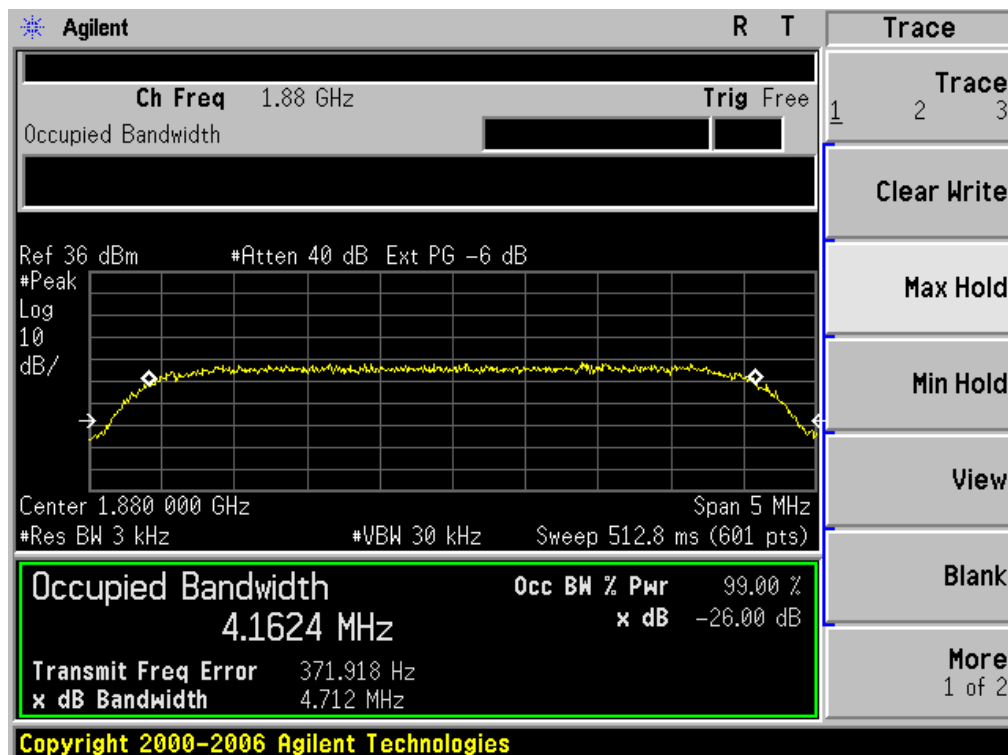 Agilent R T Trace
Ch Freq 1.88 GHz Trig Free
Occupied Bandwidth
Ref 36 dBm #Atten 40 dB Ext PG -6 dB
#Peak
Log
10
dB/
Center 1.880 000 GHz Span 5 MHz
#Res BW 3 kHz #VBW 30 kHz Sweep 512.8 ms (601 pts)
Occupied Bandwidth Occ BW % Pwr 99.00 %
4.1624 MHz x dB -26.00 dB
Transmit Freq Error 371.918 Hz
x dB Bandwidth 4.712 MHz
Trace
1 2 3
Clear Write
Max Hold
Min Hold
View
Blank
More
1 of 2
Copyright 2000-2006 Agilent Technologies